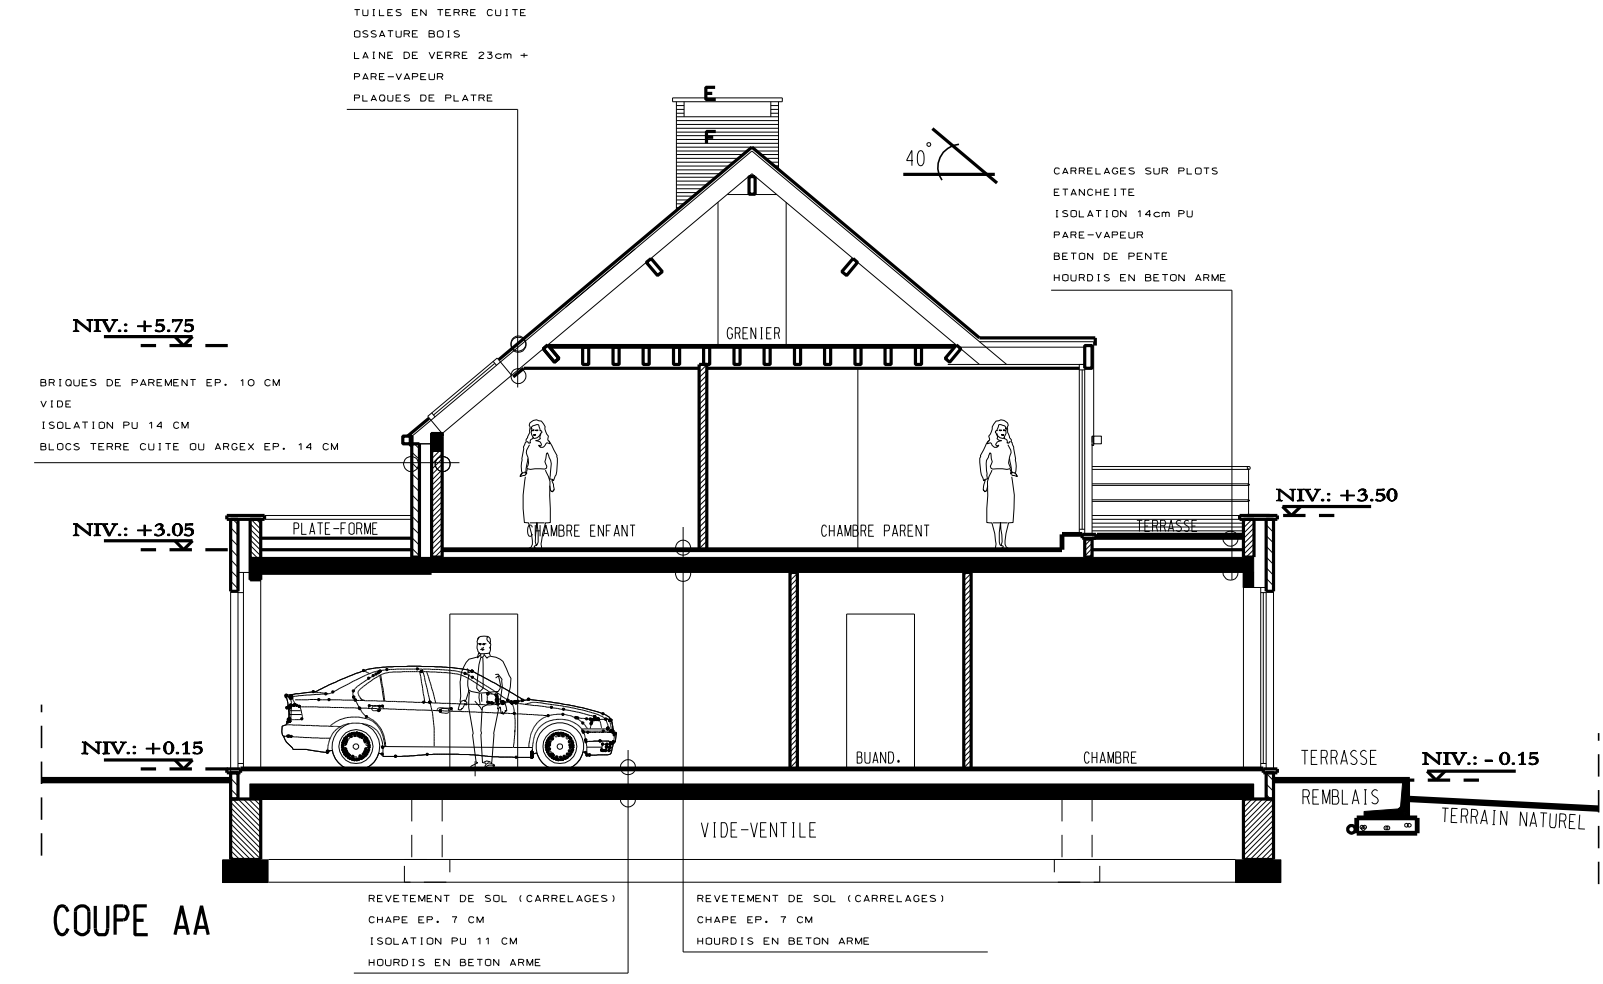 TUILES EN TERRE CUITE
OSSATURE BOIS
LAINE DE VERRE 23cm +
PARE-VAPEUR
PLAQUES DE PLATRE
E
F
40°
CARRELAGES SUR PLOTS
ETANCHEITE
ISOLATION 14cm PU
PARE-VAPEUR
BETON DE PENTE
HOURDIS EN BETON ARME
NIV.: +5.75
GRENIER
BRIQUES DE PAREMENT EP. 10 CM
VIDE
ISOLATION PU 14 CM
BLOCS TERRE CUITE OU ARGEX EP. 14 CM
NIV.: +3.50
NIV.: +3.05
PLATE-FORME
CHAMBRE ENFANT
CHAMBRE PARENT
TERRASSE
NIV.: +0.15
BUAND.
CHAMBRE
TERRASSE
NIV.: -0.15
REMBLAIS
TERRAIN NATUREL
VIDE-VENTILE
COUPE AA
REVETEMENT DE SOL (CARRELAGES)
CHAPE EP. 7 CM
ISOLATION PU 11 CM
HOURDIS EN BETON ARME
REVETEMENT DE SOL (CARRELAGES)
CHAPE EP. 7 CM
HOURDIS EN BETON ARME